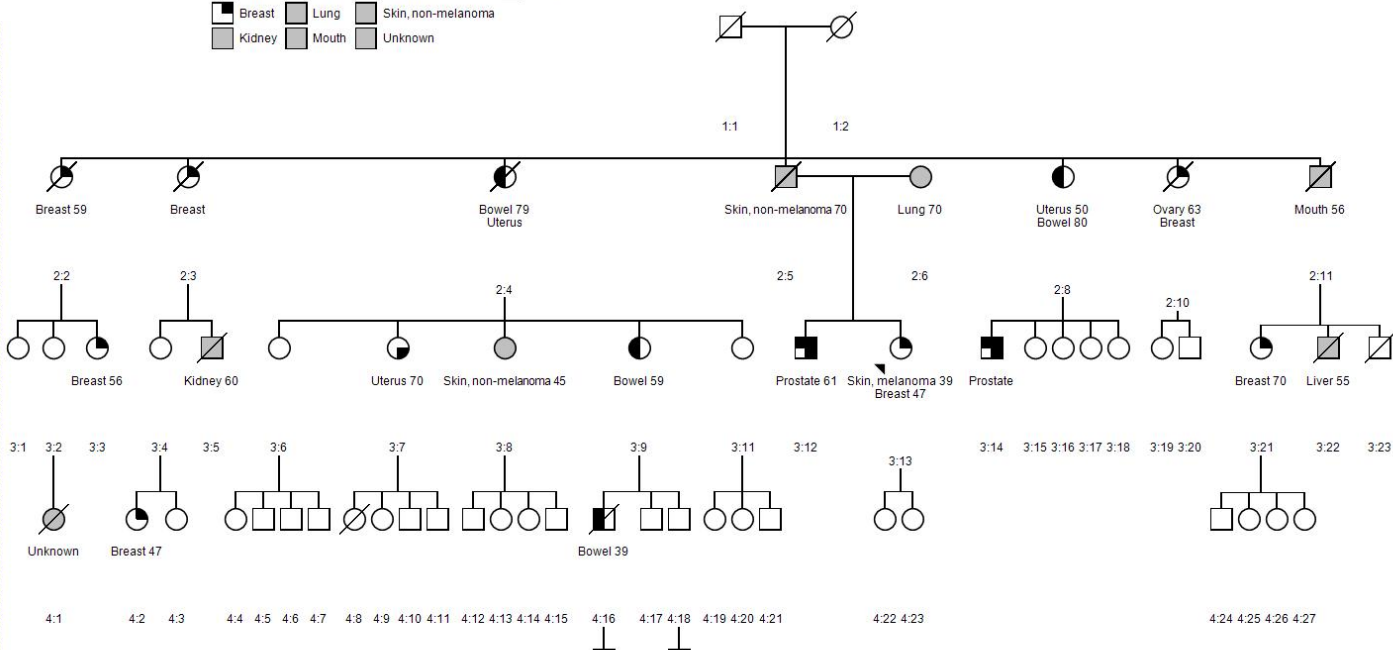 Breast Lung Skin, non-melanoma
Kidney Mouth Unknown
1:1 1:2
Breast 59 Breast Bowel 79 Skin, non-melanoma 70 Lung 70 Uterus 50 Ovary 63 Mouth 56
Uterus Bowel 80 Breast
2:2 2:3 2:4 2:5 2:6 2:8 2:10 2:11
Breast 56 Kidney 60 Uterus 70 Skin, non-melanoma 45 Bowel 59 Prostate 61 Skin, melanoma 39 Prostate Breast 70 Liver 55
Breast 47
3:1 3:2 3:3 3:4 3:5 3:6 3:7 3:8 3:9 3:11 3:12 3:13 3:14 3:15 3:16 3:17 3:18 3:19 3:20 3:21 3:22 3:23
Unknown Breast 47 Bowel 39
4:1 4:2 4:3 4:4 4:5 4:6 4:7 4:8 4:9 4:10 4:11 4:12 4:13 4:14 4:15 4:16 4:17 4:18 4:19 4:20 4:21 4:22 4:23 4:24 4:25 4:26 4:27